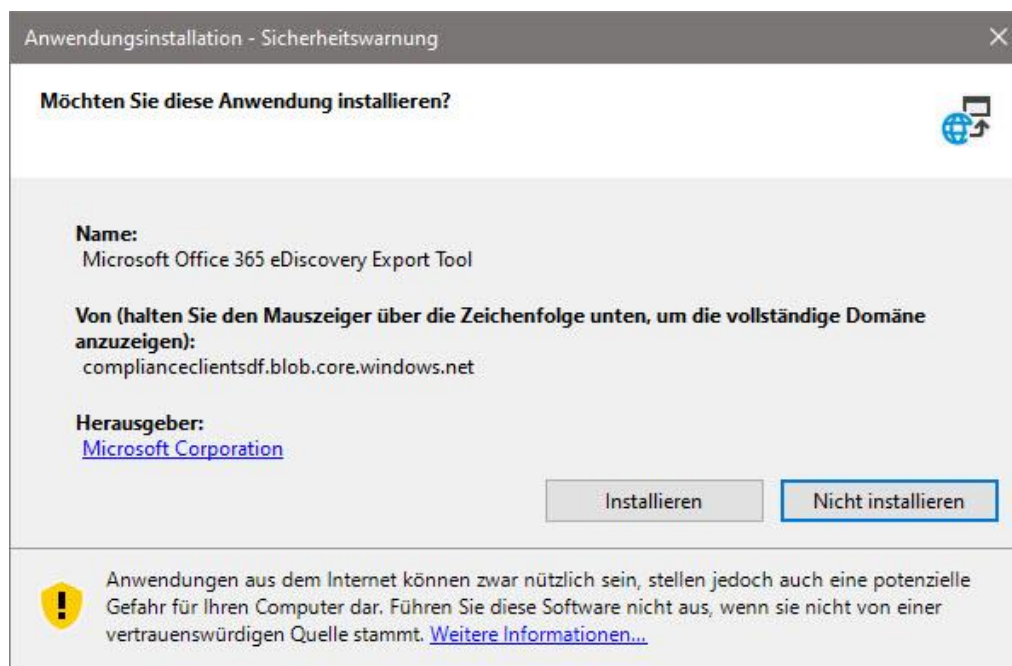 Anwendungsinstallation - Sicherheitswarnung
Möchten Sie diese Anwendung installieren?
Name:
Microsoft Office 365 eDiscovery Export Tool
Von (halten Sie den Mauszeiger über die Zeichenfolge unten, um die vollständige Domäne
anzuzeigen):
complianceclientsdf.blob.core.windows.net
Herausgeber:
Microsoft Corporation
Installieren
Nicht installieren
Anwendungen aus dem Internet können zwar nützlich sein, stellen jedoch auch eine potenzielle
Gefahr für Ihren Computer dar. Führen Sie diese Software nicht aus, wenn sie nicht von einer
vertrauenswürdigen Quelle stammt. Weitere Informationen...